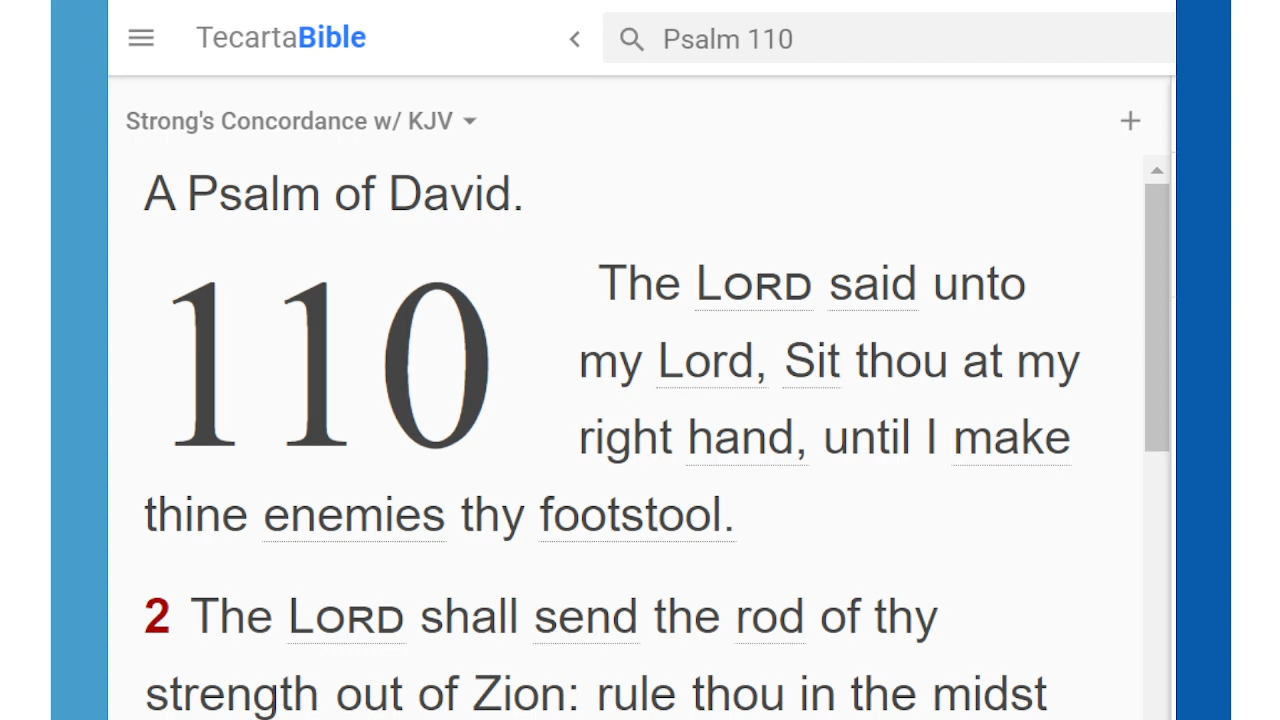 TecartaBible
Psalm 110
Strong's Concordance w/ KJV
A Psalm of David.
110 The LORD said unto
my Lord, Sit thou at my
right hand, until I make
thine enemies thy footstool.
2 The LORD shall send the rod of thy
strength out of Zion: rule thou in the midst